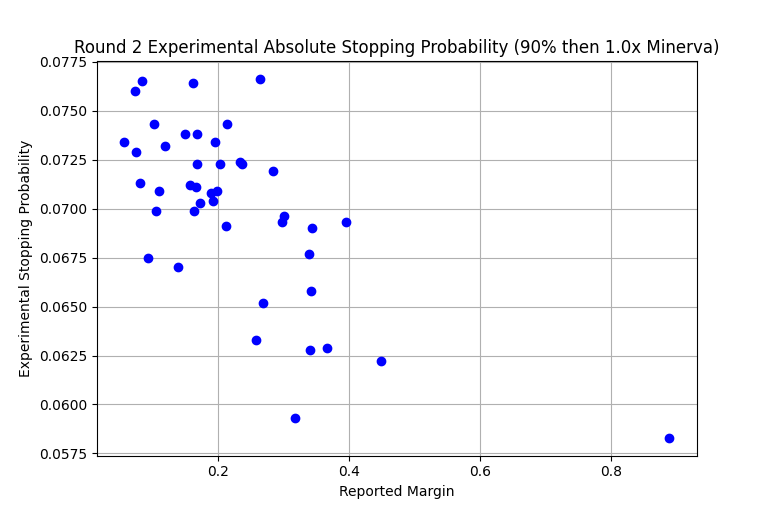 Round 2 Experimental Absolute Stopping Probability (90% then 1.0x Minerva)
0.0775
0.0750
0.0725
0.0700
0.0675
0.0650
0.0625
0.0600
0.0575
Experimental Stopping Probability
0.2 0.4 0.6 0.8
Reported Margin